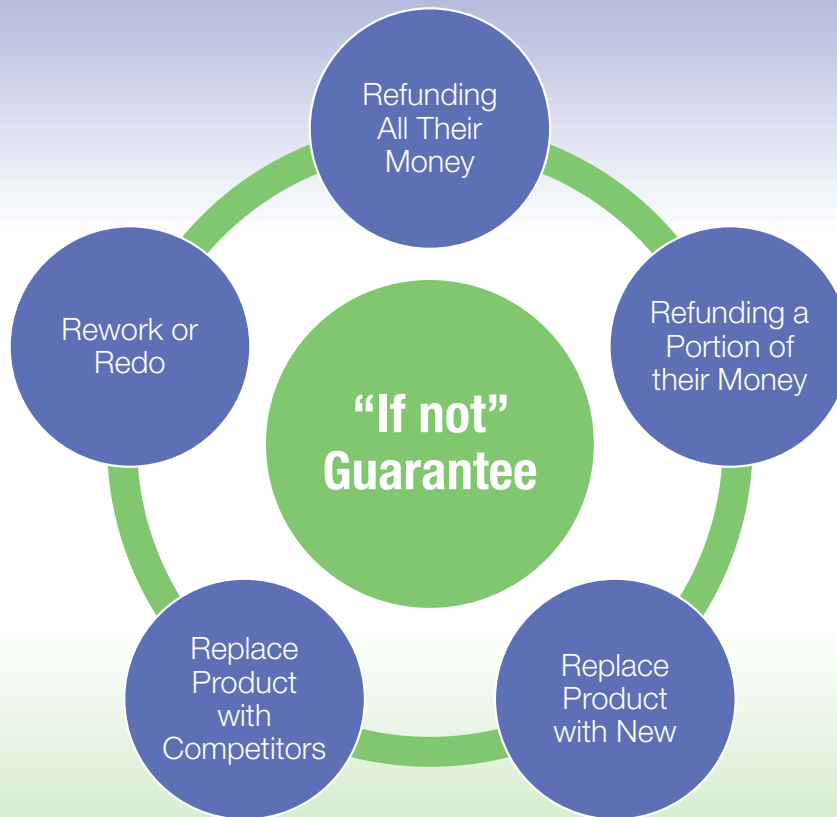 Refunding
All Their
Money
Refunding a
Portion of
their Money
Replace
Product
with New
Replace
Product
with
Competitors
Rework or
Redo
“If not”
Guarantee